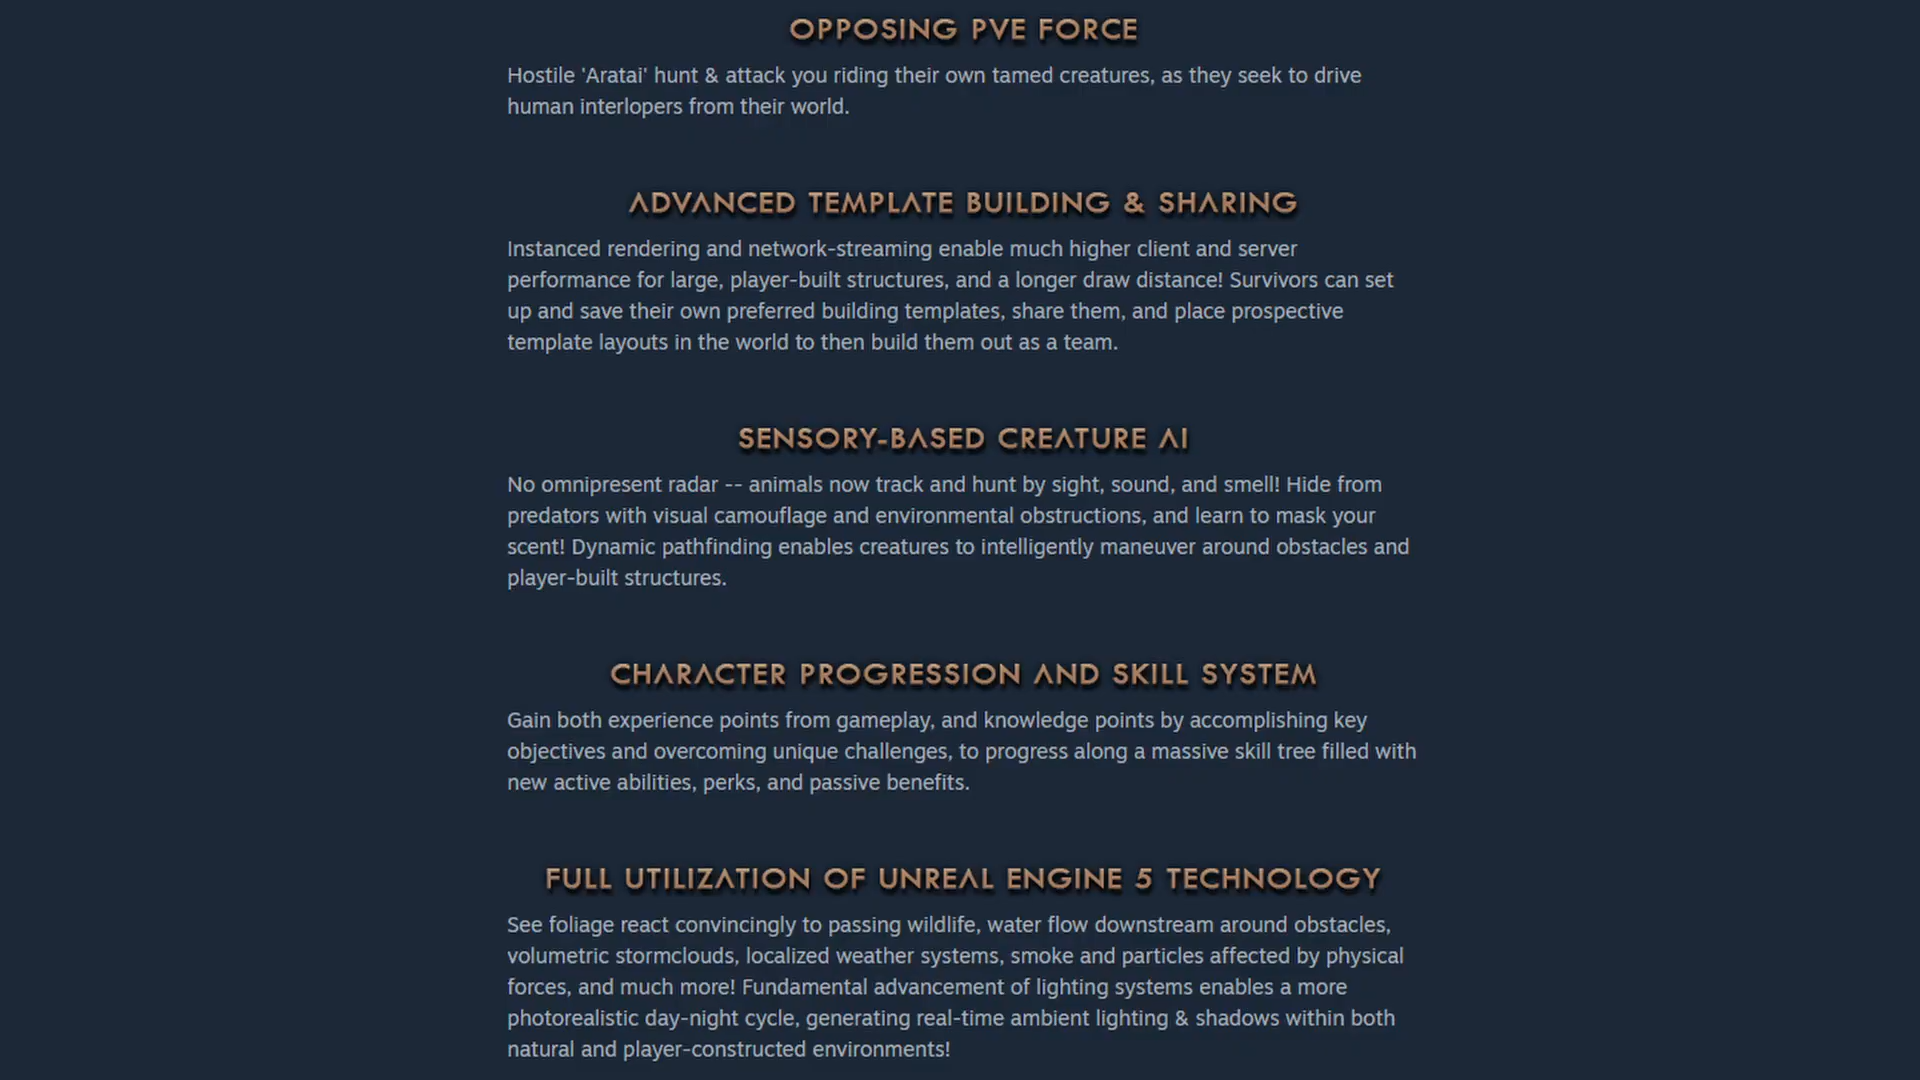 OPPOSING PVE FORCE
Hostile 'Aratai' hunt & attack you riding their own tamed creatures, as they seek to drive
human interlopers from their world.
ADVANCED TEMPLATE BUILDING & SHARING
Instanced rendering and network-streaming enable much higher client and server
performance for large, player-built structures, and a longer draw distance! Survivors can set
up and save their own preferred building templates, share them, and place prospective
template layouts in the world to then build them out as a team.
SENSORY-BASED CREATURE AI
No omnipresent radar -- animals now track and hunt by sight, sound, and smell! Hide from
predators with visual camouflage and environmental obstructions, and learn to mask your
scent! Dynamic pathfinding enables creatures to intelligently maneuver around obstacles and
player-built structures.
CHARACTER PROGRESSION AND SKILL SYSTEM
Gain both experience points from gameplay, and knowledge points by accomplishing key
objectives and overcoming unique challenges, to progress along a massive skill tree filled with
new active abilities, perks, and passive benefits.
FULL UTILIZATION OF UNREAL ENGINE 5 TECHNOLOGY
See foliage react convincingly to passing wildlife, water flow downstream around obstacles,
volumetric stormclouds, localized weather systems, smoke and particles affected by physical
forces, and much more! Fundamental advancement of lighting systems enables a more
photorealistic day-night cycle, generating real-time ambient lighting & shadows within both
natural and player-constructed environments!